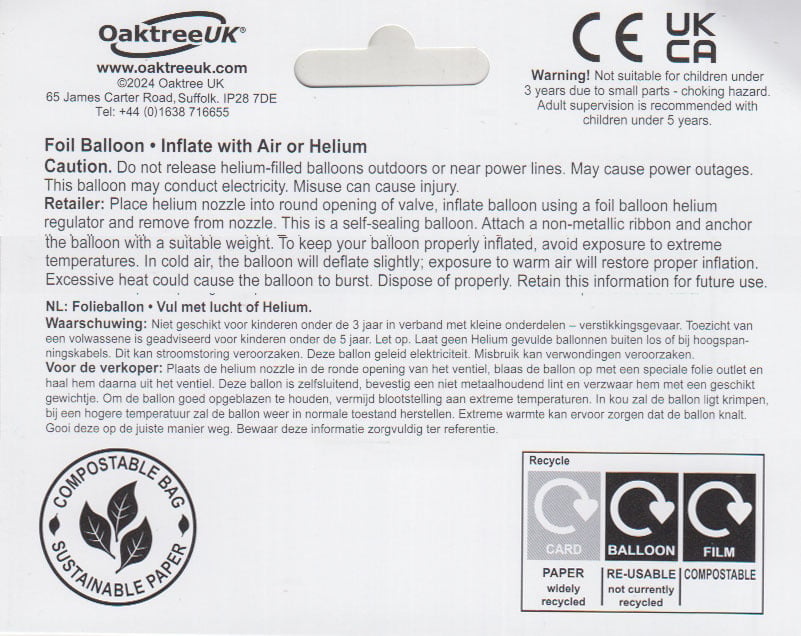 OaktreeUK®
www.oaktreeuk.com
©2024 Oaktree UK
65 James Carter Road, Suffolk. IP28 7DE
Tel: +44 (0)1638 716655
CE UK CA
Warning! Not suitable for children under
3 years due to small parts - choking hazard.
Adult supervision is recommended with
children under 5 years.
Foil Balloon • Inflate with Air or Helium
Caution. Do not release helium-filled balloons outdoors or near power lines. May cause power outages.
This balloon may conduct electricity. Misuse can cause injury.
Retailer: Place helium nozzle into round opening of valve, inflate balloon using a foil balloon helium
regulator and remove from nozzle. This is a self-sealing balloon. Attach a non-metallic ribbon and anchor
the balloon with a suitable weight. To keep your balloon properly inflated, avoid exposure to extreme
temperatures. In cold air, the balloon will deflate slightly; exposure to warm air will restore proper inflation.
Excessive heat could cause the balloon to burst. Dispose of properly. Retain this information for future use.
NL: Folieballon • Vul met lucht of Helium.
Waarschuwing: Niet geschikt voor kinderen onder de 3 jaar in verband met kleine onderdelen – verstikkingsgevaar. Toezicht van
een volwassene is geadviseerd voor kinderen onder de 5 jaar. Let op. Laat geen Helium gevulde ballonnen buiten los of bij hoogspan-
ningskabels. Dit kan stroomstoring veroorzaken. Deze ballon geleid elektriciteit. Misbruik kan verwondingen veroorzaken.
Voor de verkoper: Plaats de helium nozzle in de ronde opening van het ventiel, blaas de ballon op met een speciale folie outlet en
haal hem daarna uit het ventiel. Deze ballon is zelfsluitend, bevestig een niet metaalhoudend lint en verzwaar hem met een geschikt
gewichtje. Om de ballon goed opgeblazen te houden, vermijd blootstelling aan extreme temperaturen. In kou zal de ballon ligt krimpen,
bij een hogere temperatuur zal de ballon weer in normale toestand herstellen. Extreme warmte kan ervoor zorgen dat de ballon knalt.
Gooi deze op de juiste manier weg. Bewaar deze informatie zorgvuldig ter referentie.
COMPOSTABLE BAG
SUSTAINABLE PAPER
Recycle
CARD BALLOON FILM
PAPER RE-USABLE COMPOSTABLE
widely not currently
recycled recycled